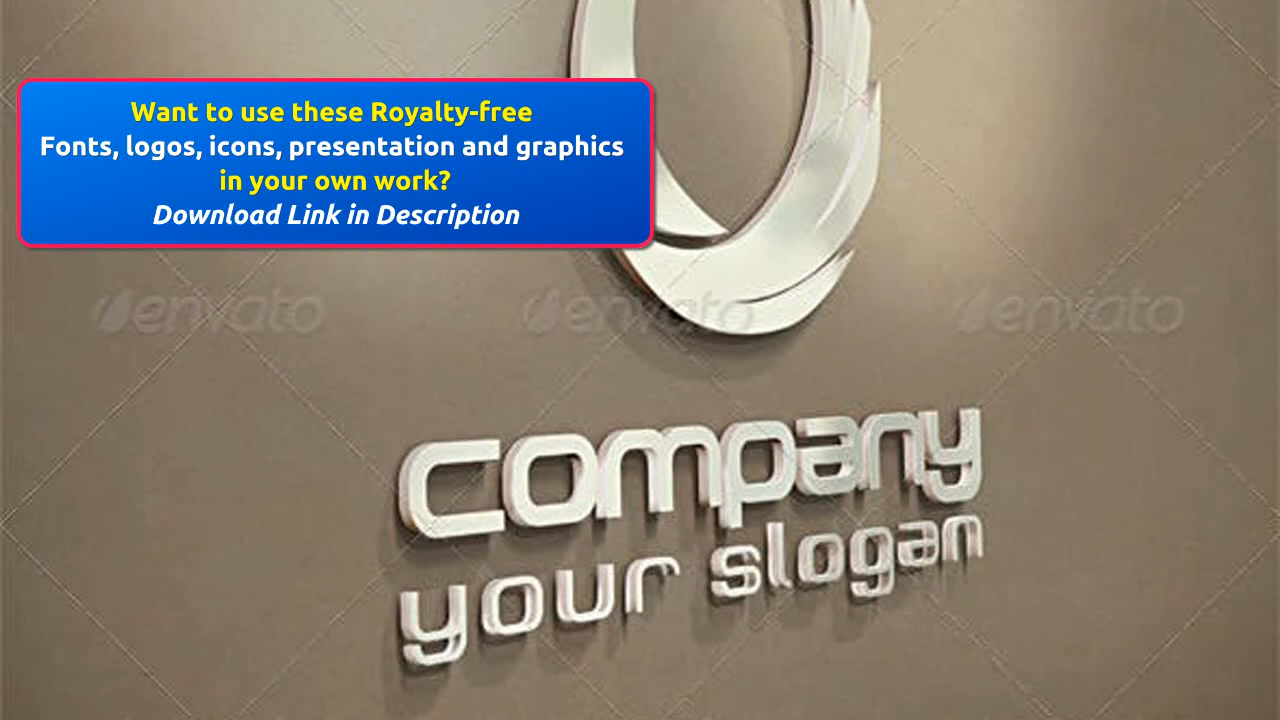 Want to use these Royalty-free
Fonts, logos, icons, presentation and graphics
in your own work?
Download Link in Description
envato envato envato
company
your slogan